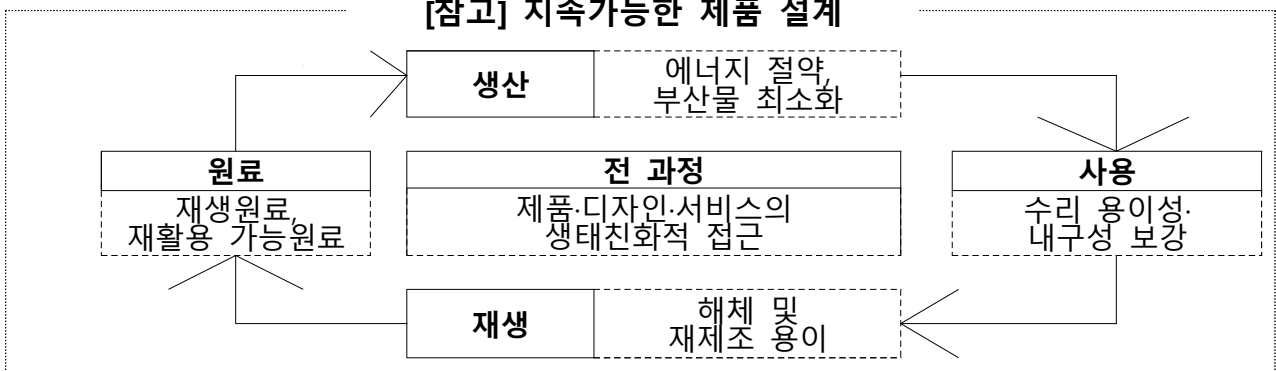 [참고] 지속가능한 제품 설계
생산
에너지 절약,
부산물 최소화
원료
재생원료,
재활용 가능원료
전 과정
제품·디자인·서비스의
생태친화적 접근
사용
수리 용이성·
내구성 보강
재생
해체 및
재제조 용이